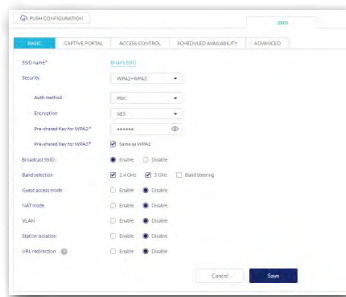 PUSH CONFIGURATION
SSID
BASIC CAPTIVE PORTAL ACCESS CONTROL SCHEDULED AVAILABILITY ADVANCED
SSID name*
Security WPA2+WPA3
Auth method PSK
Encryption AES
Pre-shared Key for WPA2* ••••••
Pre-shared Key for WPA3* Same as WPA2
Broadcast SSID Enable Disable
Band selection 2.4 GHz 5 GHz Band steering
Guest access mode Enable Disable
NAT mode Enable Disable
VLAN Enable Disable
Station isolation Enable Disable
URL redirection Enable Disable
Cancel Save